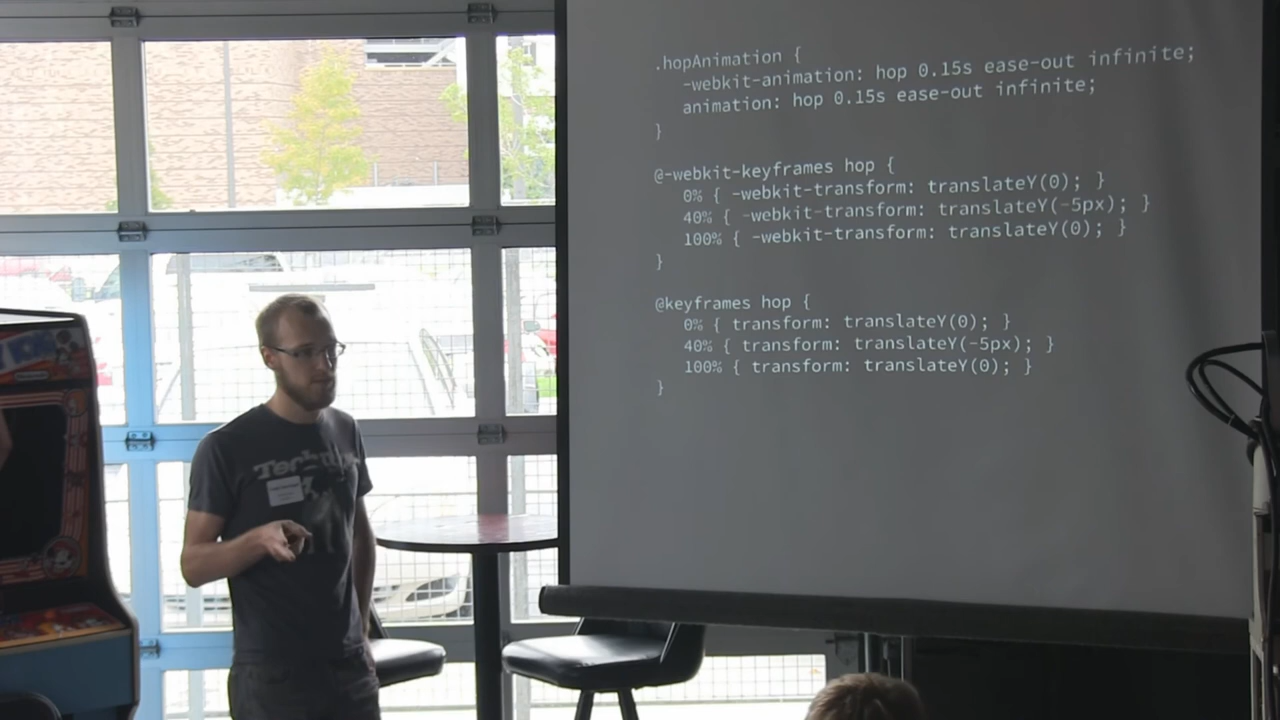 .hopAnimation {
-webkit-animation: hop 0.15s ease-out infinite;
animation: hop 0.15s ease-out infinite;
}
@-webkit-keyframes hop {
0% { -webkit-transform: translateY(0); }
40% { -webkit-transform: translateY(-5px); }
100% { -webkit-transform: translateY(0); }
}
@keyframes hop {
0% { transform: translateY(0); }
40% { transform: translateY(-5px); }
100% { transform: translateY(0); }
}